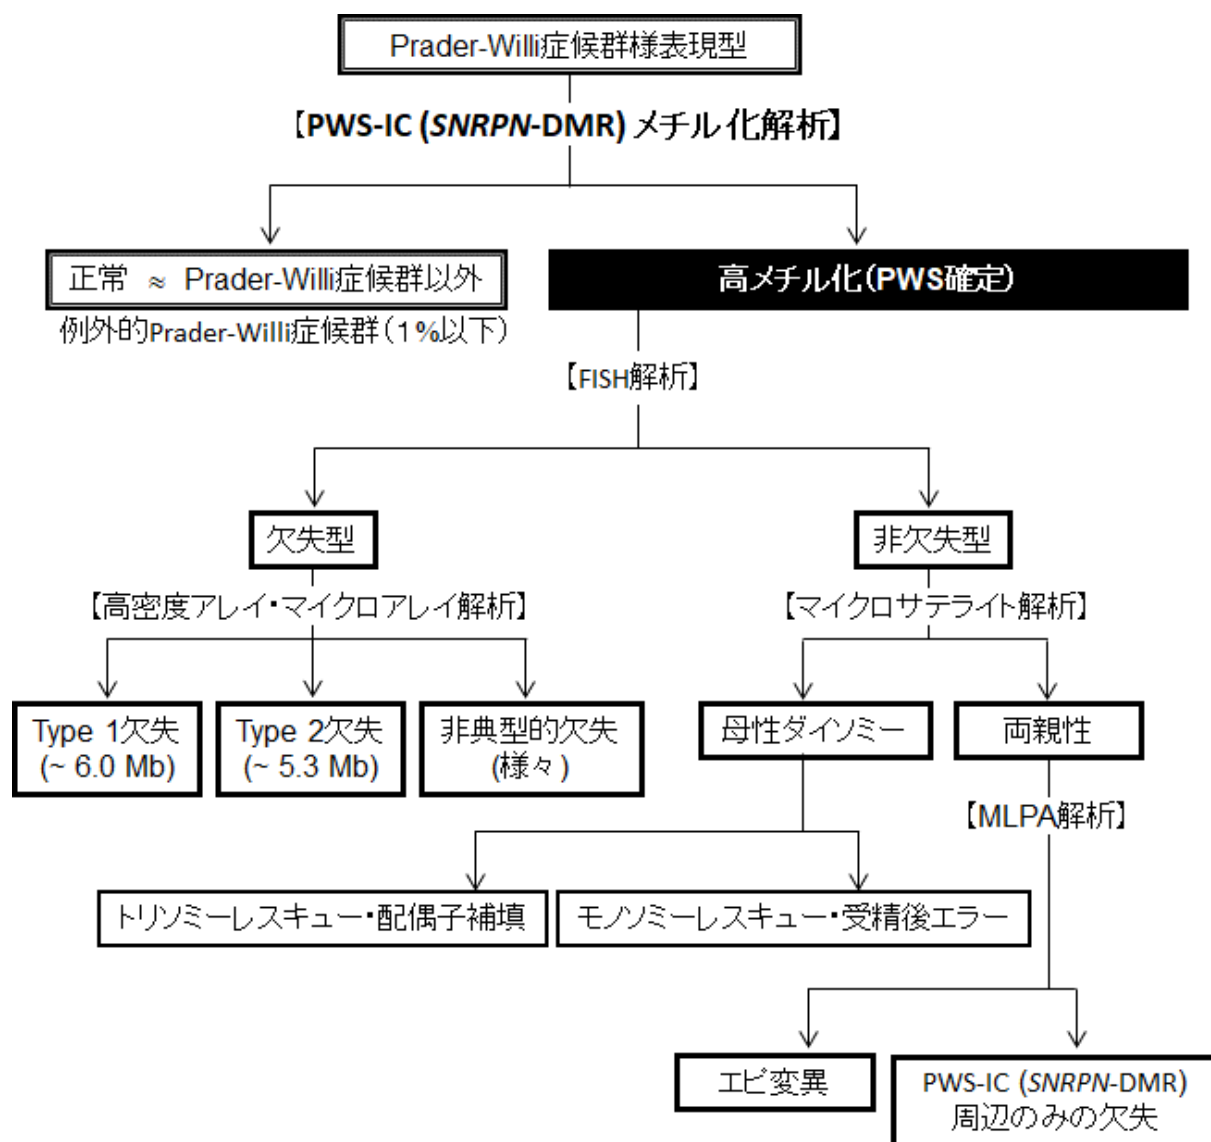 Prader-Willi症候群様表現型
【PWS-IC (SNRPN-DMR) メチル化解析】
正常 ≈ Prader-Willi症候群以外
高メチル化(PWS確定)
例外的Prader-Willi症候群(1%以下)
【FISH解析】
欠失型
非欠失型
【高密度アレイ・マイクロアレイ解析】
【マイクロサテライト解析】
Type 1欠失
(~ 6.0 Mb)
Type 2欠失
(~ 5.3 Mb)
非典型的欠失
(様々)
母性ダイソミー
両親性
【MLPA解析】
トリソミーレスキュー・配偶子補填
モノソミーレスキュー・受精後エラー
エピ変異
PWS-IC (SNRPN-DMR)
周辺のみの欠失